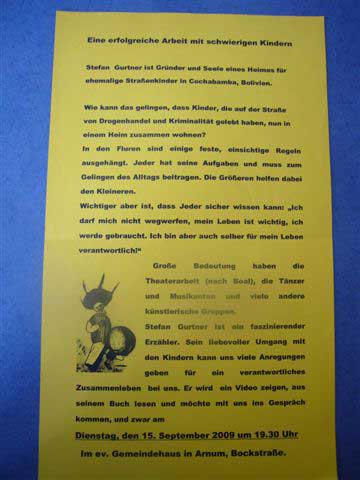 Eine erfolgreiche Arbeit mit schwierigen Kindern
Stefan Gurtner ist Gründer und Seele eines Heimes für
ehemalige Straßenkinder in Cochabamba, Bolivien.
Wie kann das gelingen, dass Kinder, die auf der Straße
von Drogenhandel und Kriminalität gelebt haben, nun in
einem Heim zusammen wohnen?
In den Fluren sind einige feste, einsichtige Regeln
ausgehängt. Jeder hat seine Aufgaben und muss zum
Gelingen des Alltags beitragen. Die Größeren helfen dabei
den Kleineren.
Wichtiger aber ist, dass Jeder sicher wissen kann: „Ich
darf mich nicht wegwerfen, mein Leben ist wichtig, ich
werde gebraucht. Ich bin aber auch selber für mein Leben
verantwortlich!“
Große Bedeutung haben die
Theaterarbeit (nach Boal), die Tänzer
und Musikanten und viele andere
künstlerische Gruppen.
Stefan Gurtner ist ein faszinierender
Erzähler. Sein liebevoller Umgang mit
den Kindern kann uns viele Anregungen
geben für ein verantwortliches
Zusammenleben bei uns. Er wird ein Video zeigen, aus
seinem Buch lesen und möchte mit uns ins Gespräch
kommen, und zwar am
Dienstag, den 15. September 2009 um 19.30 Uhr
Im ev. Gemeindehaus in Arnum, Bockstraße.